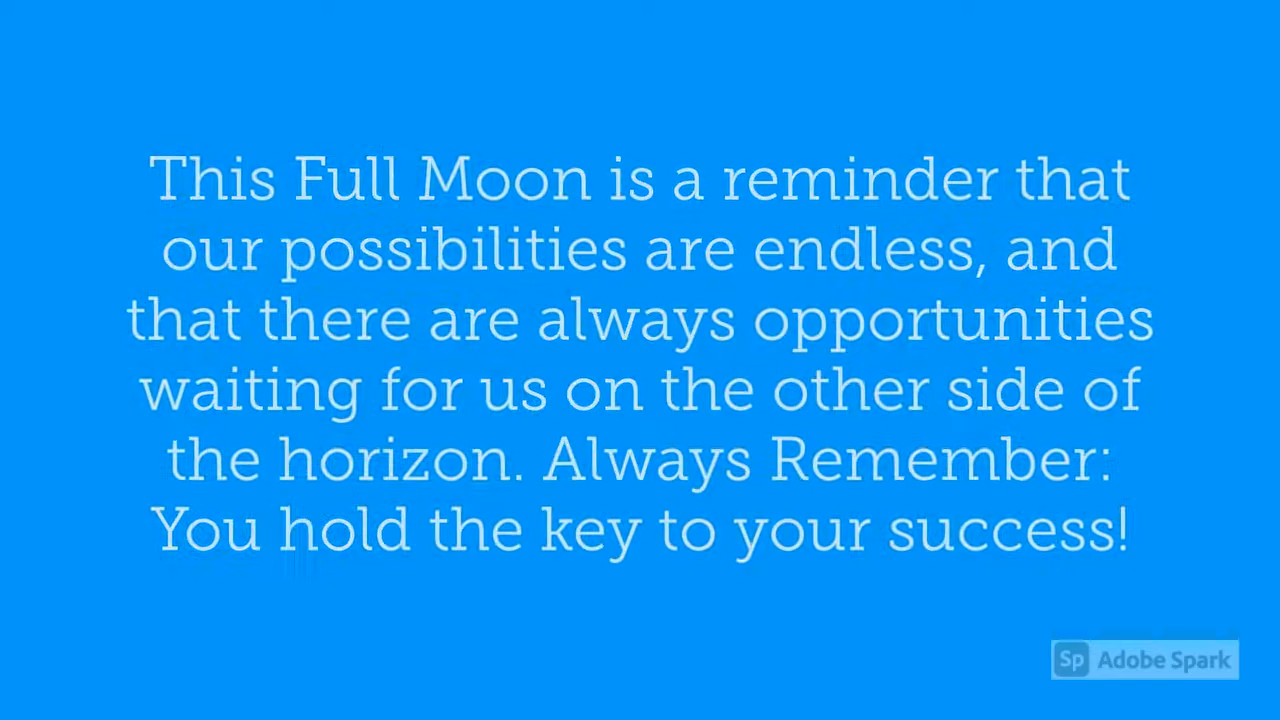 This Full Moon is a reminder that
our possibilities are endless, and
that there are always opportunities
waiting for us on the other side of
the horizon. Always Remember:
You hold the key to your success!
Sp Adobe Spark